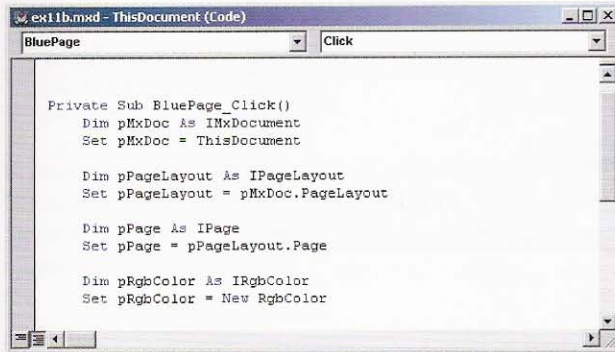 ex11b.mxd - ThisDocument (Code)
BluePage Click
Private Sub BluePage_Click()
Dim pMxDoc As IMxDocument
Set pMxDoc = ThisDocument
Dim pPageLayout As IPageLayout
Set pPageLayout = pMxDoc.PageLayout
Dim pPage As IPage
Set pPage = pPageLayout.Page
Dim pRgbColor As IRgbColor
Set pRgbColor = New RgbColor